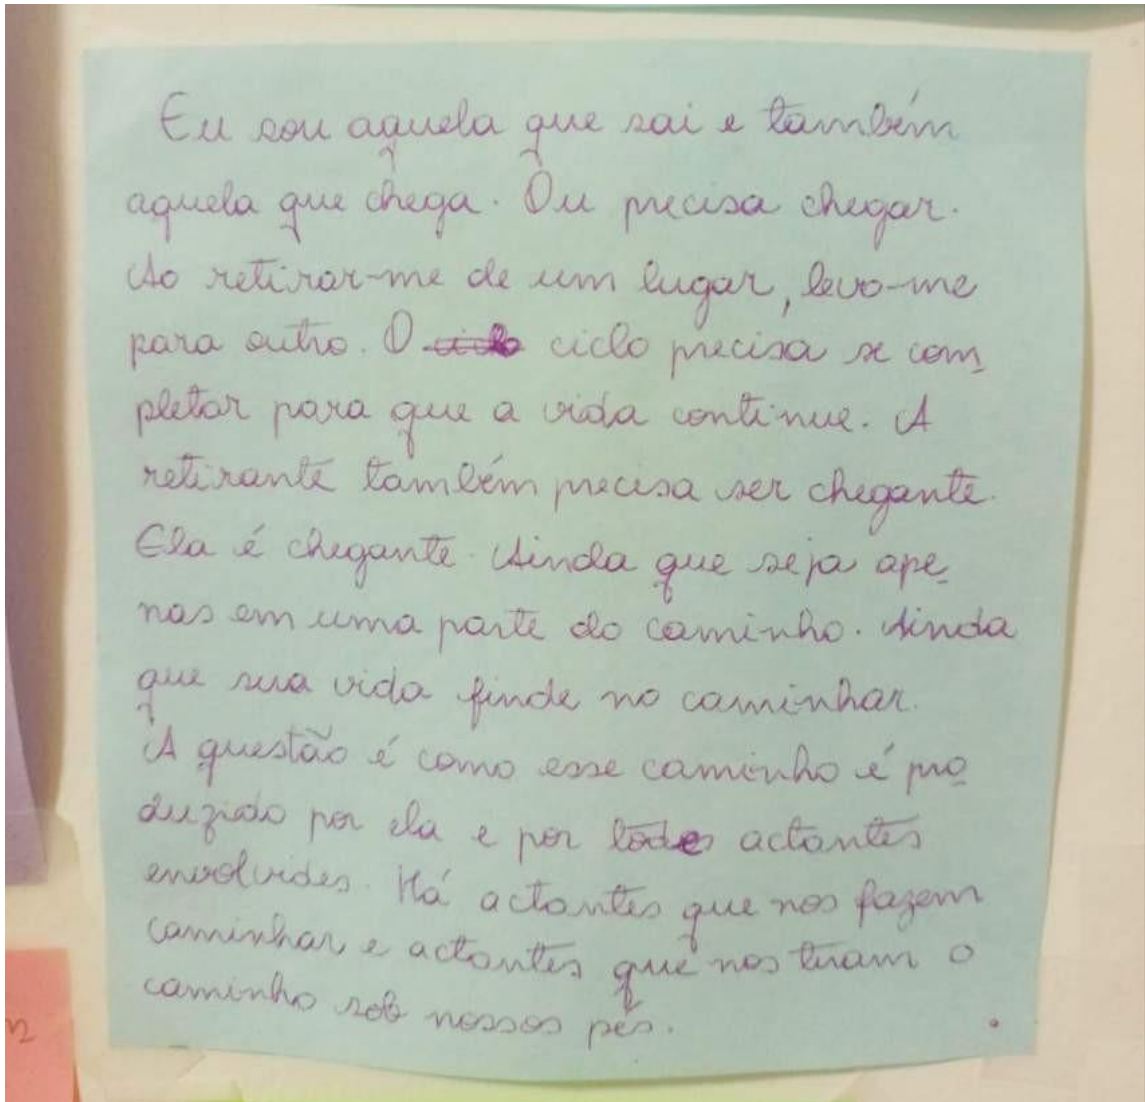 Eu sou aquela que sai e também
aquela que chega. Ou precisa chegar.
Ao retirar-me de um lugar, levo-me
para outro. O ciclo precisa se com_
pletar para que a vida continue. A
retirante também precisa ser chegante.
Ela é chegante. Ainda que seja ape_
nas em uma parte do caminho. Ainda
que sua vida finde no caminhar.
A questão é como esse caminho é pro_
duzido por ela e por todes actantes
envolvides. Há actantes que nos fazem
caminhar e actantes que nos tiram o
caminho sob nossos pés.